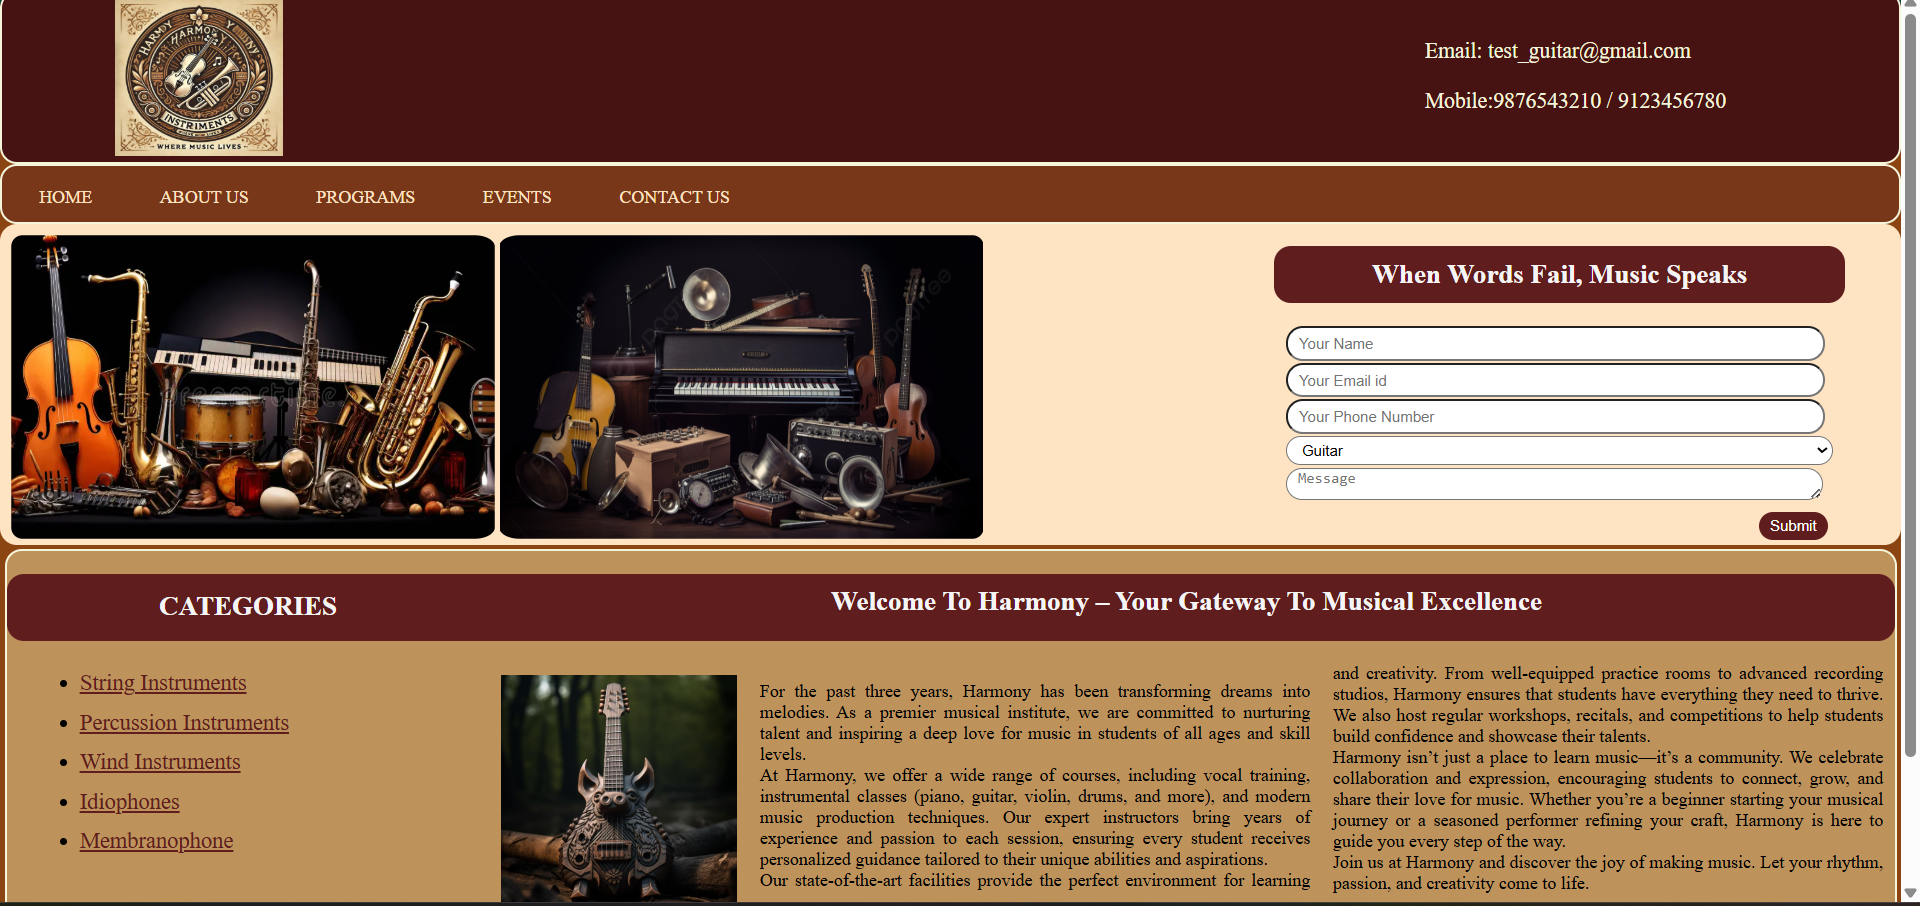 HARMONY
INSTRIMENTS
- WHERE MUSIC LIVES -
Email: test_guitar@gmail.com
Mobile:9876543210 / 9123456780
HOME
ABOUT US
PROGRAMS
EVENTS
CONTACT US
dreamstime.
pngtree
When Words Fail, Music Speaks
Your Name
Your Email id
Your Phone Number
Guitar
Message
Submit
CATEGORIES
String Instruments
Percussion Instruments
Wind Instruments
Idiophones
Membranophone
Welcome To Harmony – Your Gateway To Musical Excellence
For the past three years, Harmony has been transforming dreams into
melodies. As a premier musical institute, we are committed to nurturing
talent and inspiring a deep love for music in students of all ages and skill
levels.
At Harmony, we offer a wide range of courses, including vocal training,
instrumental classes (piano, guitar, violin, drums, and more), and modern
music production techniques. Our expert instructors bring years of
experience and passion to each session, ensuring every student receives
personalized guidance tailored to their unique abilities and aspirations.
Our state-of-the-art facilities provide the perfect environment for learning
and creativity. From well-equipped practice rooms to advanced recording
studios, Harmony ensures that students have everything they need to thrive.
We also host regular workshops, recitals, and competitions to help students
build confidence and showcase their talents.
Harmony isn’t just a place to learn music—it’s a community. We celebrate
collaboration and expression, encouraging students to connect, grow, and
share their love for music. Whether you’re a beginner starting your musical
journey or a seasoned performer refining your craft, Harmony is here to
guide you every step of the way.
Join us at Harmony and discover the joy of making music. Let your rhythm,
passion, and creativity come to life.